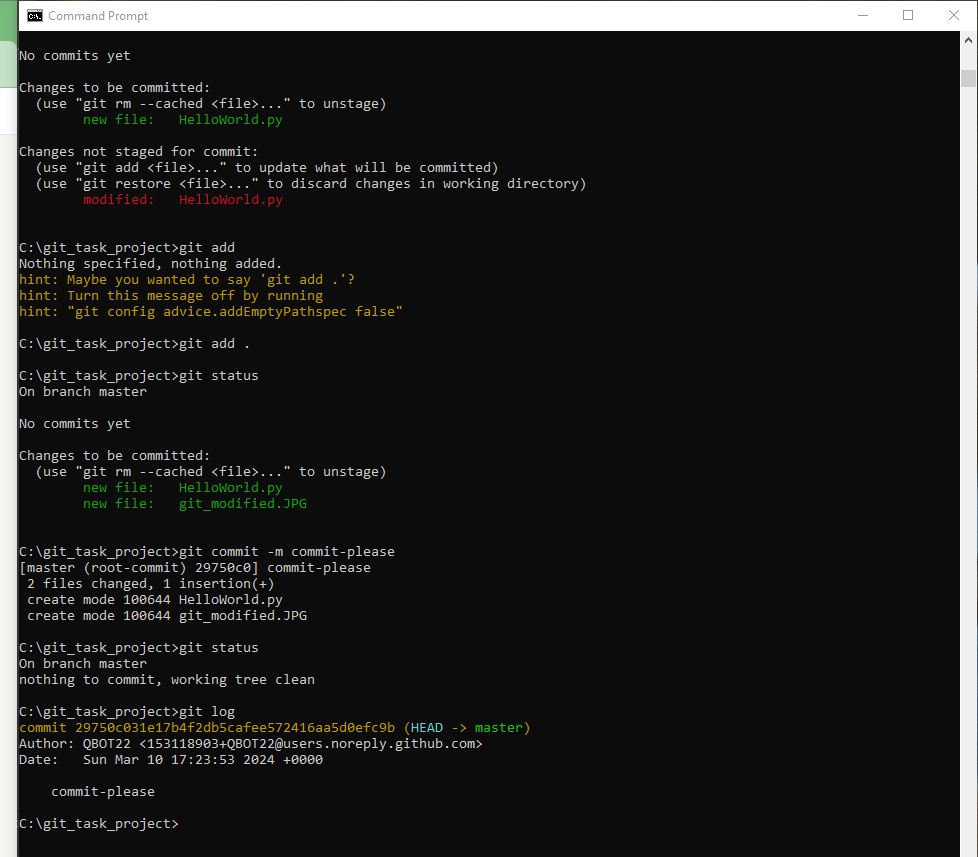 Command Prompt
No commits yet
Changes to be committed:
  (use "git rm --cached <file>..." to unstage)
        new file:   HelloWorld.py
Changes not staged for commit:
  (use "git add <file>..." to update what will be committed)
  (use "git restore <file>..." to discard changes in working directory)
        modified:   HelloWorld.py
C:\git_task_project>git add
Nothing specified, nothing added.
hint: Maybe you wanted to say 'git add .'?
hint: Turn this message off by running
hint: "git config advice.addEmptyPathspec false"
C:\git_task_project>git add .
C:\git_task_project>git status
On branch master
No commits yet
Changes to be committed:
  (use "git rm --cached <file>..." to unstage)
        new file:   HelloWorld.py
        new file:   git_modified.JPG
C:\git_task_project>git commit -m commit-please
[master (root-commit) 29750c0] commit-please
 2 files changed, 1 insertion(+)
 create mode 100644 HelloWorld.py
 create mode 100644 git_modified.JPG
C:\git_task_project>git status
On branch master
nothing to commit, working tree clean
C:\git_task_project>git log
commit 29750c031e17b4f2db5cafee572416aa5d0efc9b (HEAD -> master)
Author: QBOT22 <153118903+QBOT22@users.noreply.github.com>
Date:   Sun Mar 10 17:23:53 2024 +0000
    commit-please
C:\git_task_project>